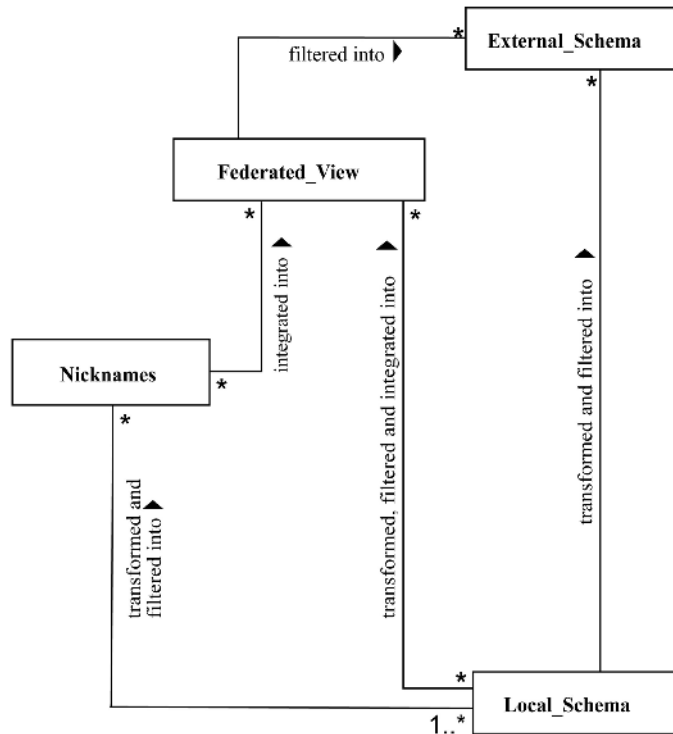 External_Schema
*
filtered into
*
Federated_View
*
*
integrated into
transformed, filtered and integrated into
transformed and filtered into
Nicknames
*
*
transformed and
filtered into
*
Local_Schema
1..*